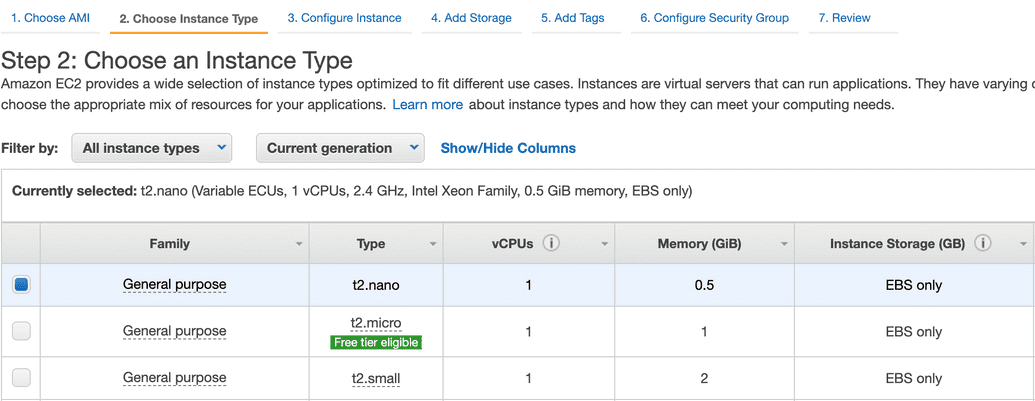 1. Choose AMI 2. Choose Instance Type 3. Configure Instance 4. Add Storage 5. Add Tags 6. Configure Security Group 7. Review
Step 2: Choose an Instance Type
Amazon EC2 provides a wide selection of instance types optimized to fit different use cases. Instances are virtual servers that can run applications. They have varying
choose the appropriate mix of resources for your applications. Learn more about instance types and how they can meet your computing needs.
Filter by: All instance types Current generation Show/Hide Columns
Currently selected: t2.nano (Variable ECUs, 1 vCPUs, 2.4 GHz, Intel Xeon Family, 0.5 GiB memory, EBS only)
Family Type vCPUs i Memory (GiB) Instance Storage (GB) i
General purpose t2.nano 1 0.5 EBS only
General purpose t2.micro 1 1 EBS only
Free tier eligible
General purpose t2.small 1 2 EBS only